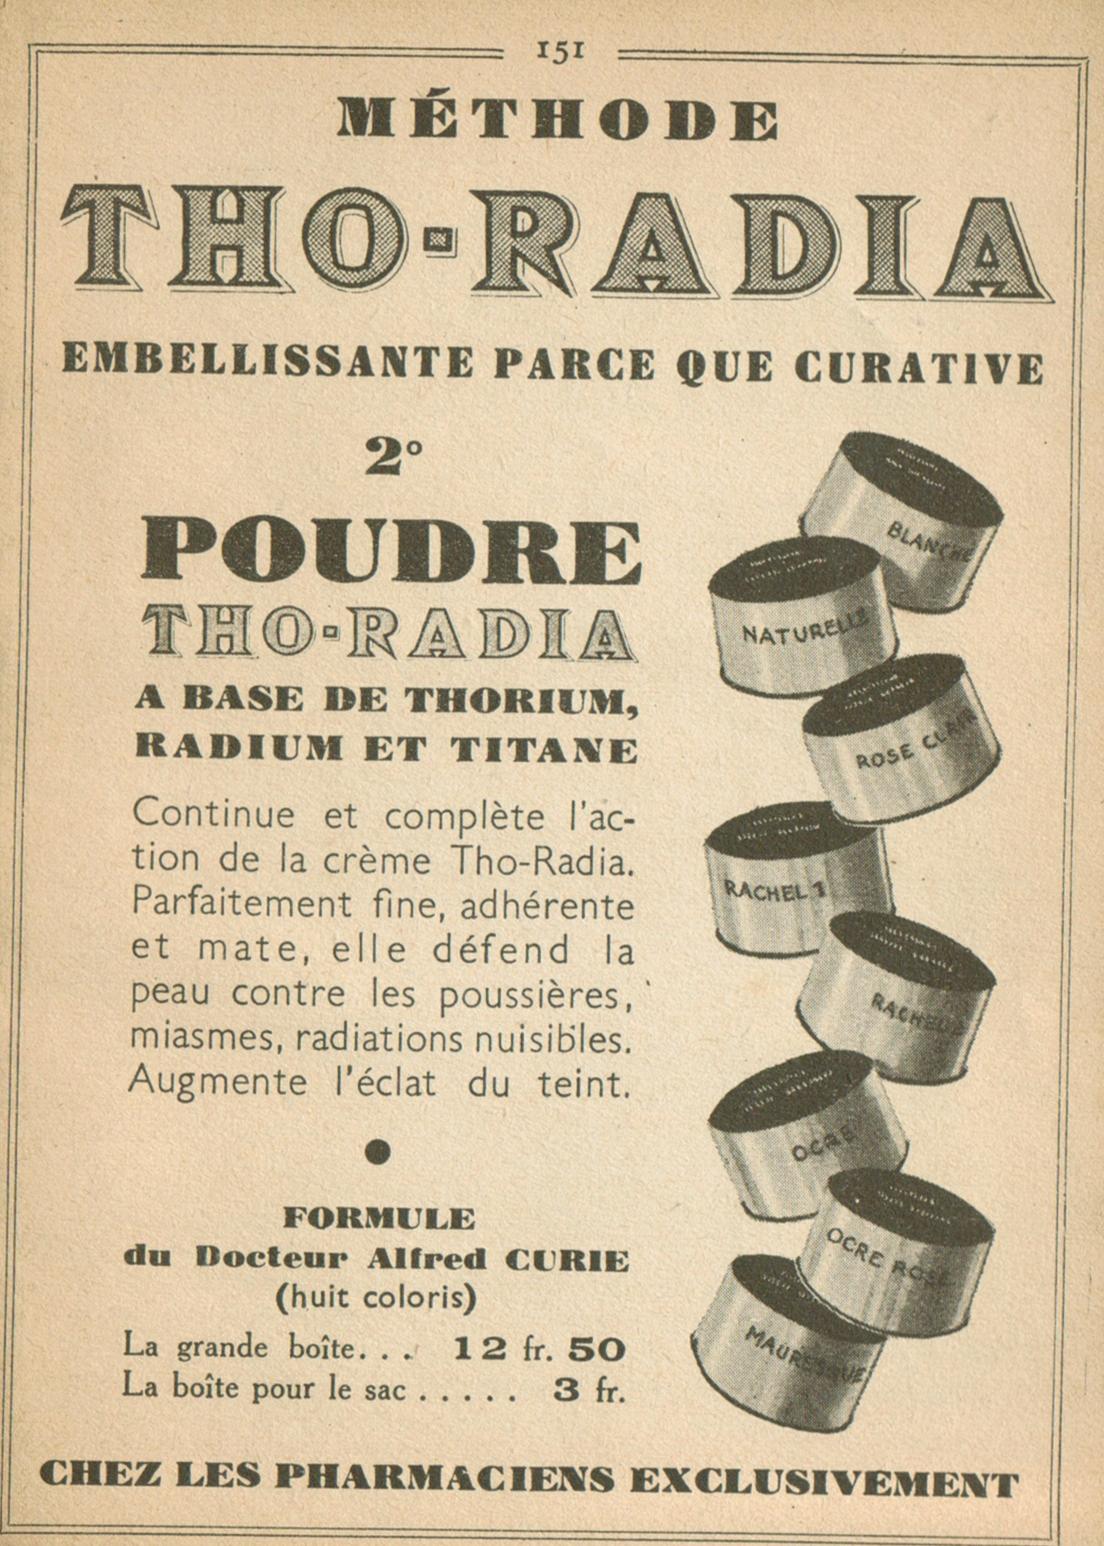 151
MÉTHODE
THO-RADIA
EMBELLISSANTE PARCE QUE CURATIVE
2°
POUDRE
THO-RADIA
A BASE DE THORIUM,
RADIUM ET TITANE
Continue et complète l'ac-
tion de la crème Tho-Radia.
Parfaitement fine, adhérente
et mate, elle défend la
peau contre les poussières,
miasmes, radiations nuisibles.
Augmente l'éclat du teint.
FORMULE
du Docteur Alfred CURIE
(huit coloris)
La grande boîte. . . 12 fr. 50
La boîte pour le sac . . . . . 3 fr.
BLANCHE
NATURELLE
ROSE CLAIR
RACHEL 1
RACHEL 2
OCRE
OCRE ROSE
MAURESQUE
CHEZ LES PHARMACIENS EXCLUSIVEMENT